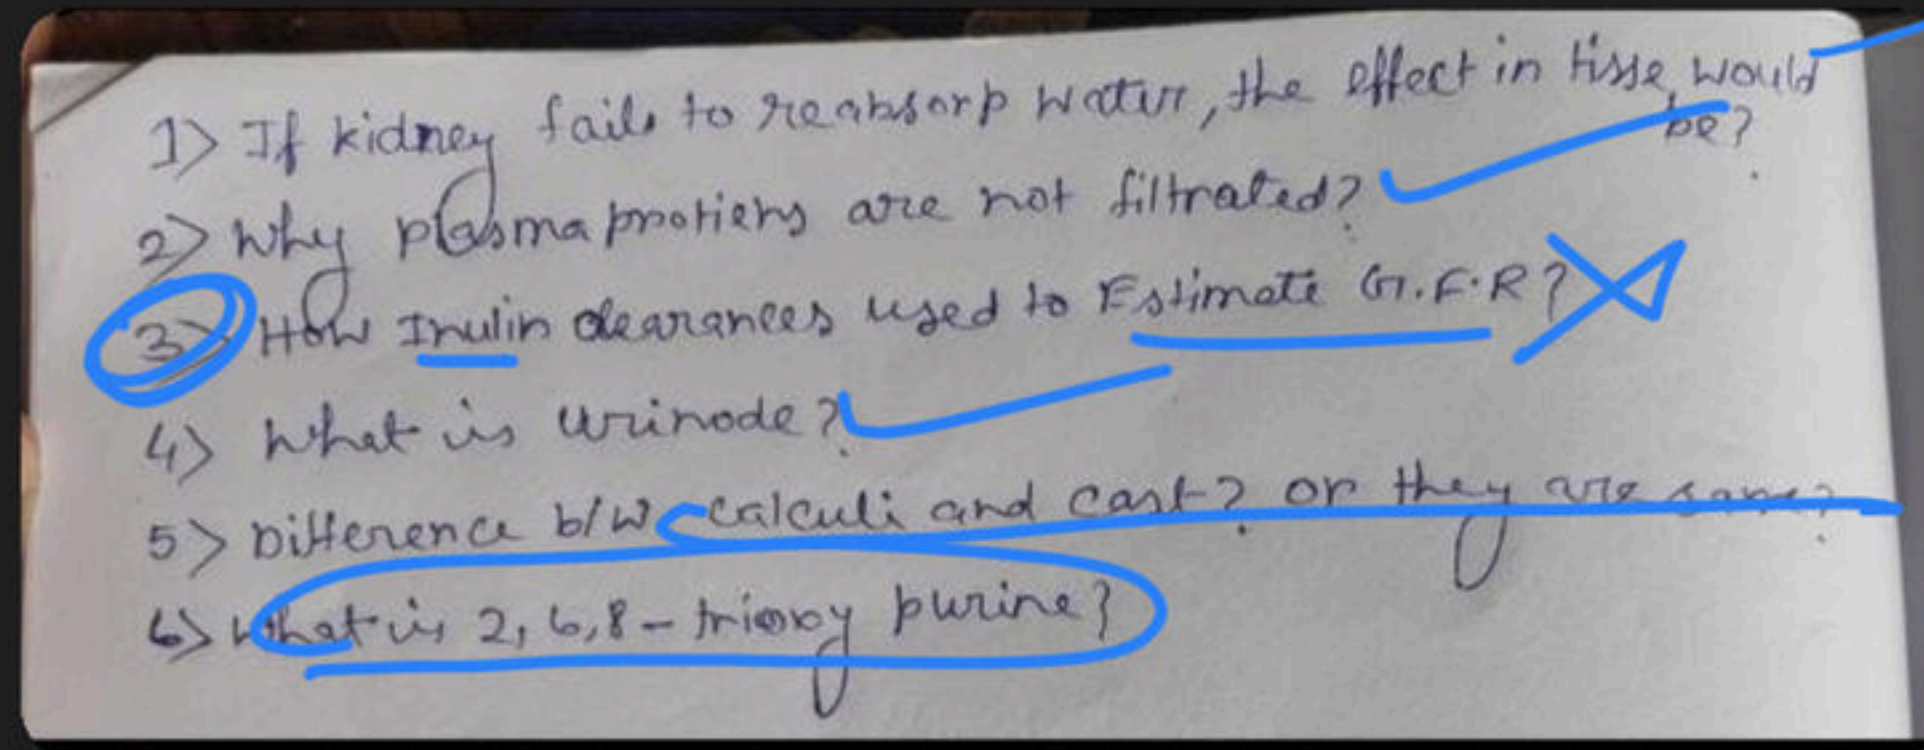 1> If kidney fails to reabsorp water, the effect in tisse would
be?
2> Why plasma protiens are not filtrated?
3> How Inulin clearances used to Estimate G.F.R?
4> What is urinode?
5> Difference b/w calculi and cast? or they are same?
6> What is 2, 6, 8 - trioxy purine?